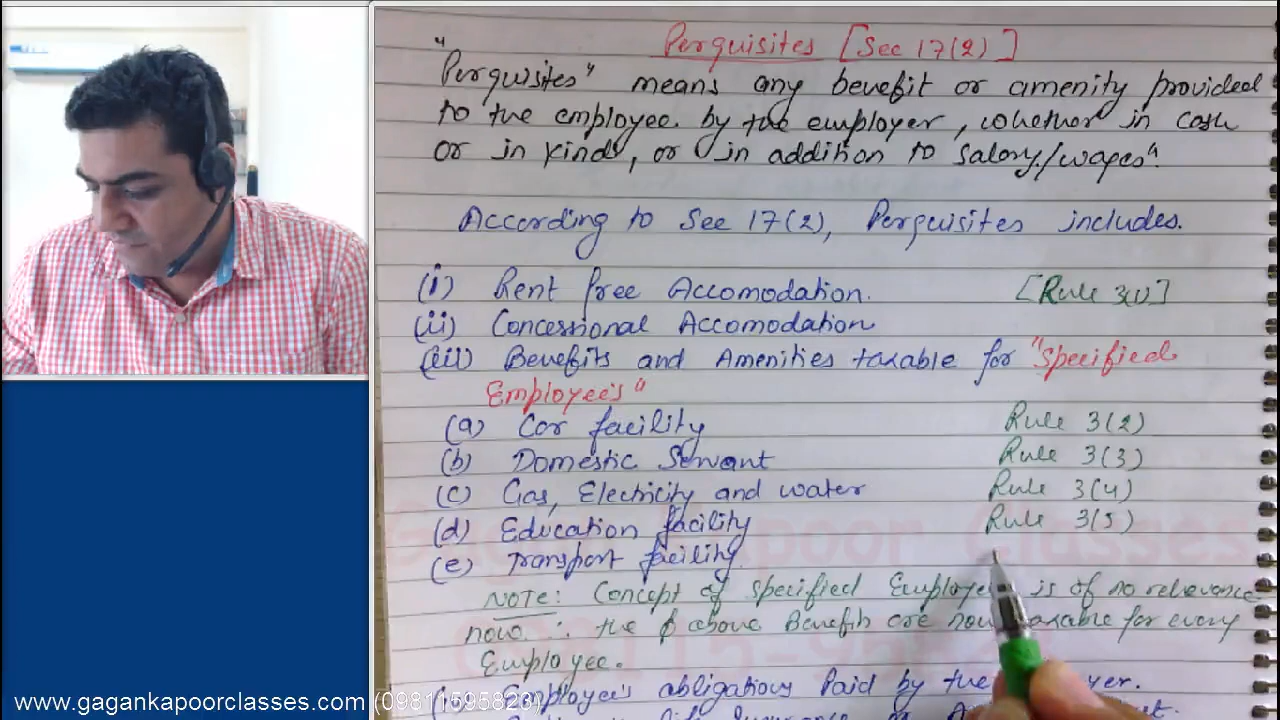 Perquisites [Sec 17(2)]
"Perquisites" means any benefit or amenity provided
to the employee by the employer, whether in cash
or in kind, or in addition to salary/wages".
According to Sec 17(2), Perquisites includes.
(i) Rent free Accomodation. [Rule 3(1)]
(ii) Concessional Accomodation
(iii) Benefits and Amenities taxable for "specified
Employee's"
(a) Car facility Rule 3(2)
(b) Domestic Servant Rule 3(3)
(c) Gas, Electricity and water Rule 3(4)
(d) Education facility Rule 3(5)
(e) Transport facility
NOTE: Concept of specified Employee is of no relevance
now ∴ the above Benefits are now taxable for every
Employee.
(iv) Employee's obligations Paid by the
Gagan Kapoor Classes
www.gagankapoorclasses.com (09811595823)